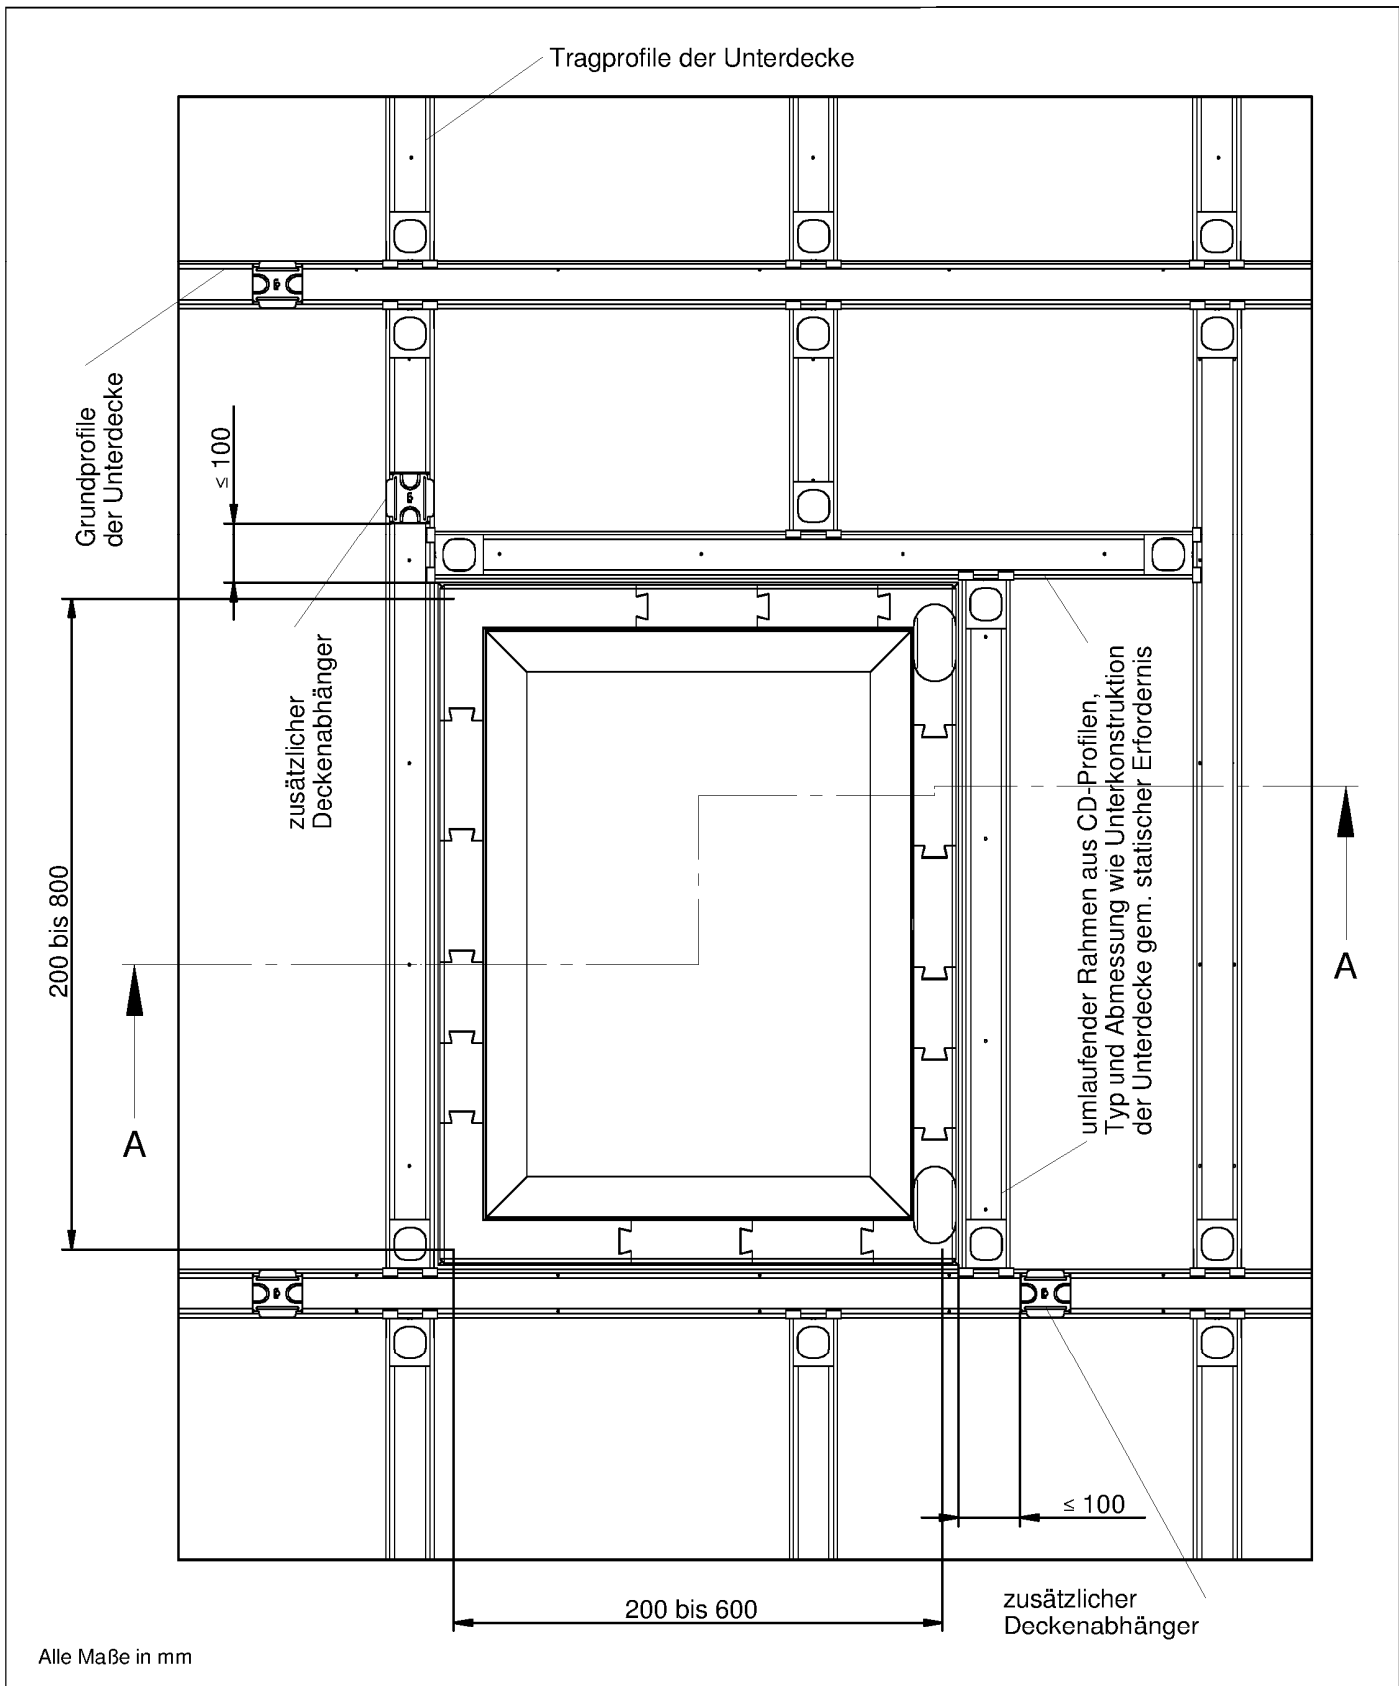 Tragprofile der Unterdecke
Grundprofile
der Unterdecke
≤ 100
zusätzlicher
Deckenabhänger
umlaufender Rahmen aus CD-Profilen,
Typ und Abmessung wie Unterkonstruktion
der Unterdecke gem. statischer Erfordernis
200 bis 800
A
A
≤ 100
200 bis 600
zusätzlicher
Deckenabhänger
Alle Maße in mm